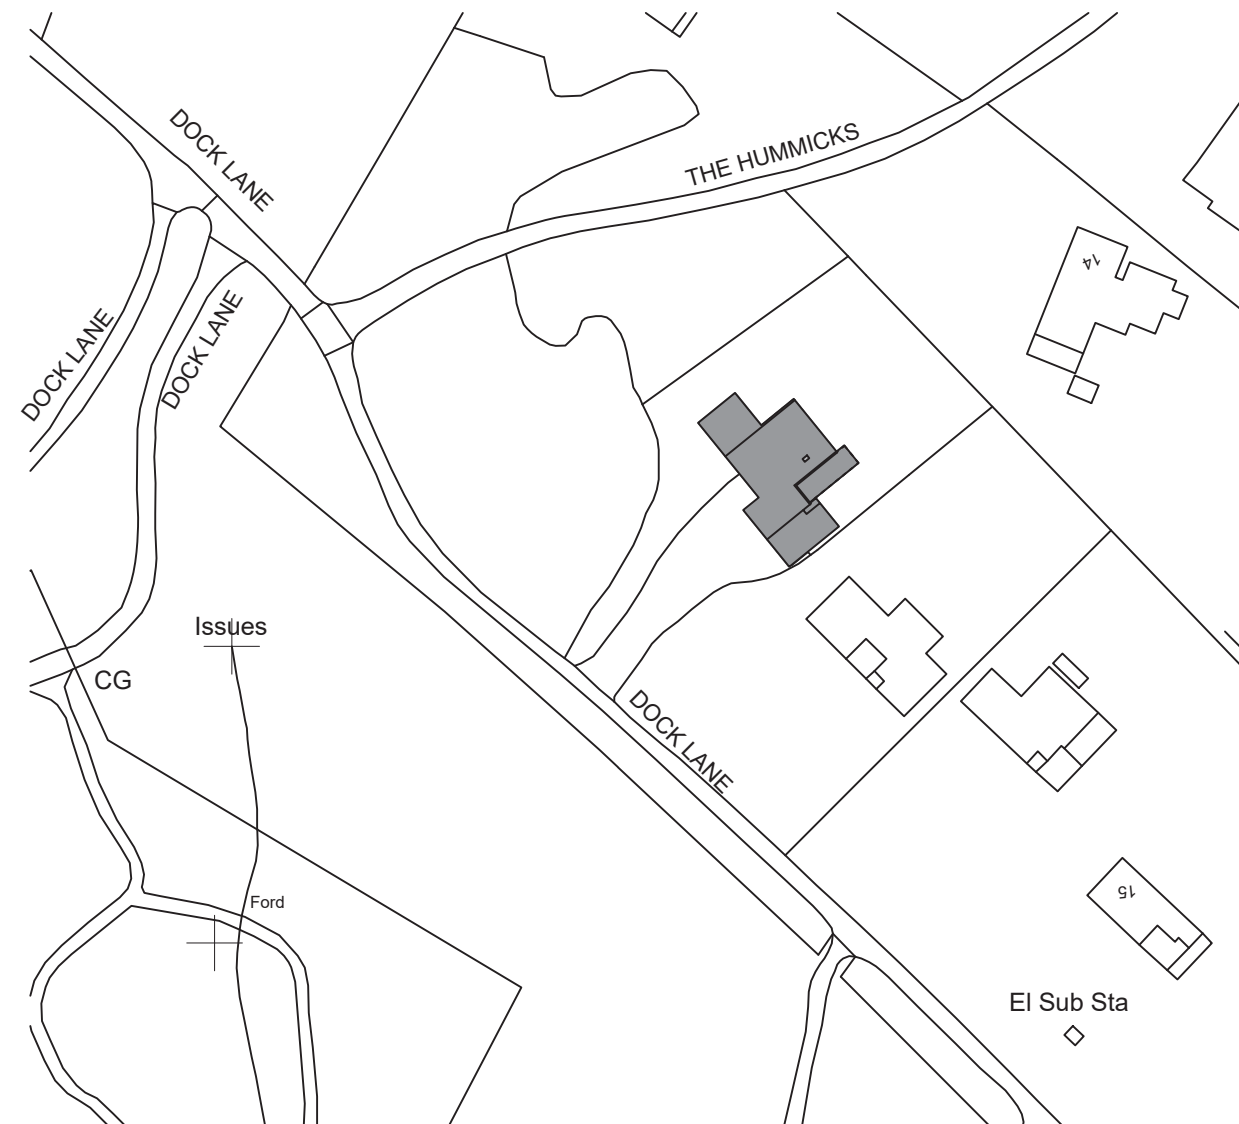 DOCK LANE
THE HUMMICKS
14
DOCK LANE
DOCK LANE
Issues
CG
DOCK LANE
15
Ford
El Sub Sta